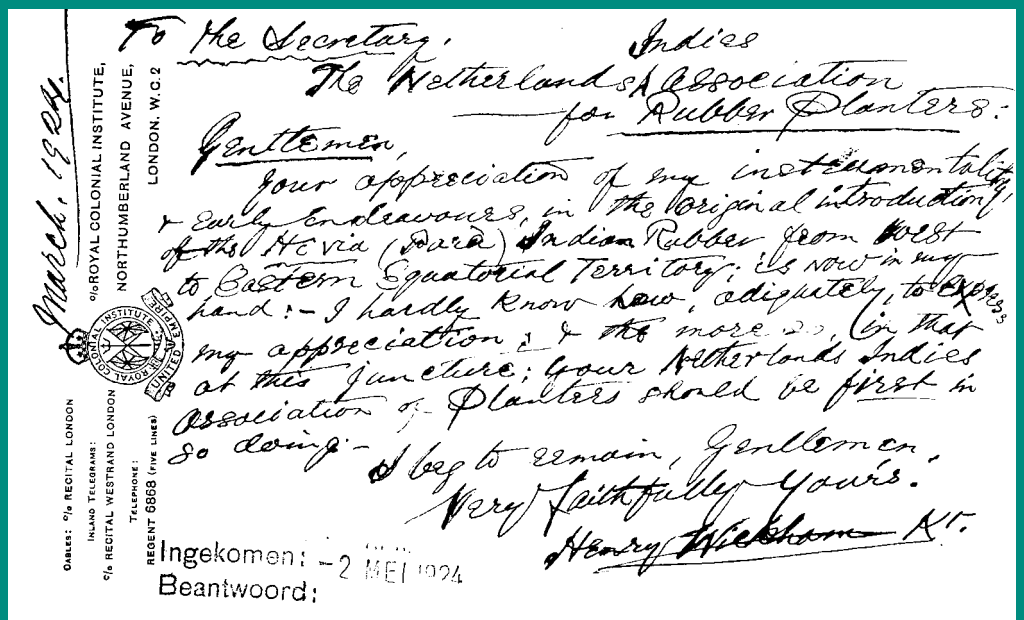 To the Secretary.
The Netherlands Indies Association
for Rubber Planters:
Gentlemen,
Your appreciation of my instrumentality,
& early Endeavours, in the original introduction
of the Hevia (Parà) Indian Rubber from West
to Eastern Equatorial Territory; is now in my
hand:- I hardly know how, adiguately, to express
my appreciation; & the more so, (in that
at this juncture; your Netherlands Indies
Association of Planters should be first in
so doing:-
I beg to remain, Gentlemen,
Very faithfully yours.
Henry Wickham Kt.
March. 1924.
c/o ROYAL COLONIAL INSTITUTE,
NORTHUMBERLAND AVENUE,
LONDON. W.C.2
ROYAL COLONIAL INSTITUTE
UNITED EMPIRE
CABLES: c/o RECITAL LONDON
INLAND TELEGRAMS:
c/o RECITAL WESTRAND LONDON
TELEPHONE:
REGENT 6868 (FIVE LINES)
Ingekomen: -2 MEI 1924
Beantwoord: